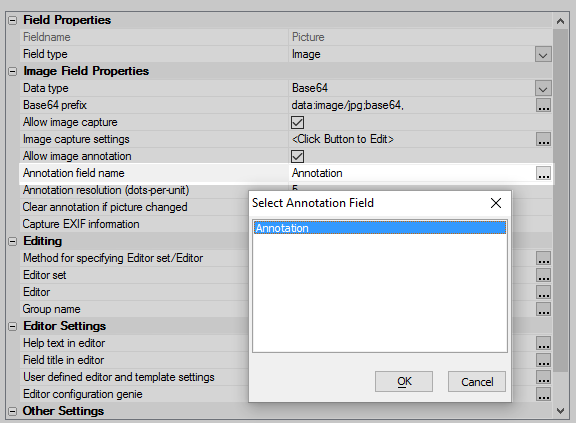 Field Properties
Fieldname Picture
Field type Image
Image Field Properties
Data type Base64
Base64 prefix data:image/jpg;base64,
Allow image capture
Image capture settings <Click Button to Edit>
Allow image annotation
Annotation field name Annotation
Annotation resolution (dots-per-unit) 5
Clear annotation if picture changed
Capture EXIF information
Editing
Method for specifying Editor set/Editor
Editor set
Editor
Group name
Editor Settings
Help text in editor
Field title in editor
User defined editor and template settings
Editor configuration genie
Other Settings
Select Annotation Field
Annotation
OK
Cancel